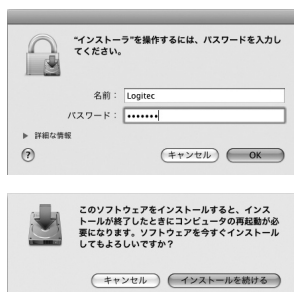 "インストーラ"を操作するには、パスワードを入力し
てください。
名前： Logitec
パスワード： •••••••
▶ 詳細な情報
?
キャンセル
OK
このソフトウェアをインストールすると、インス
トールが終了したときにコンピュータの再起動が必
要になります。ソフトウェアを今すぐインストール
してもよろしいですか？
キャンセル
インストールを続ける